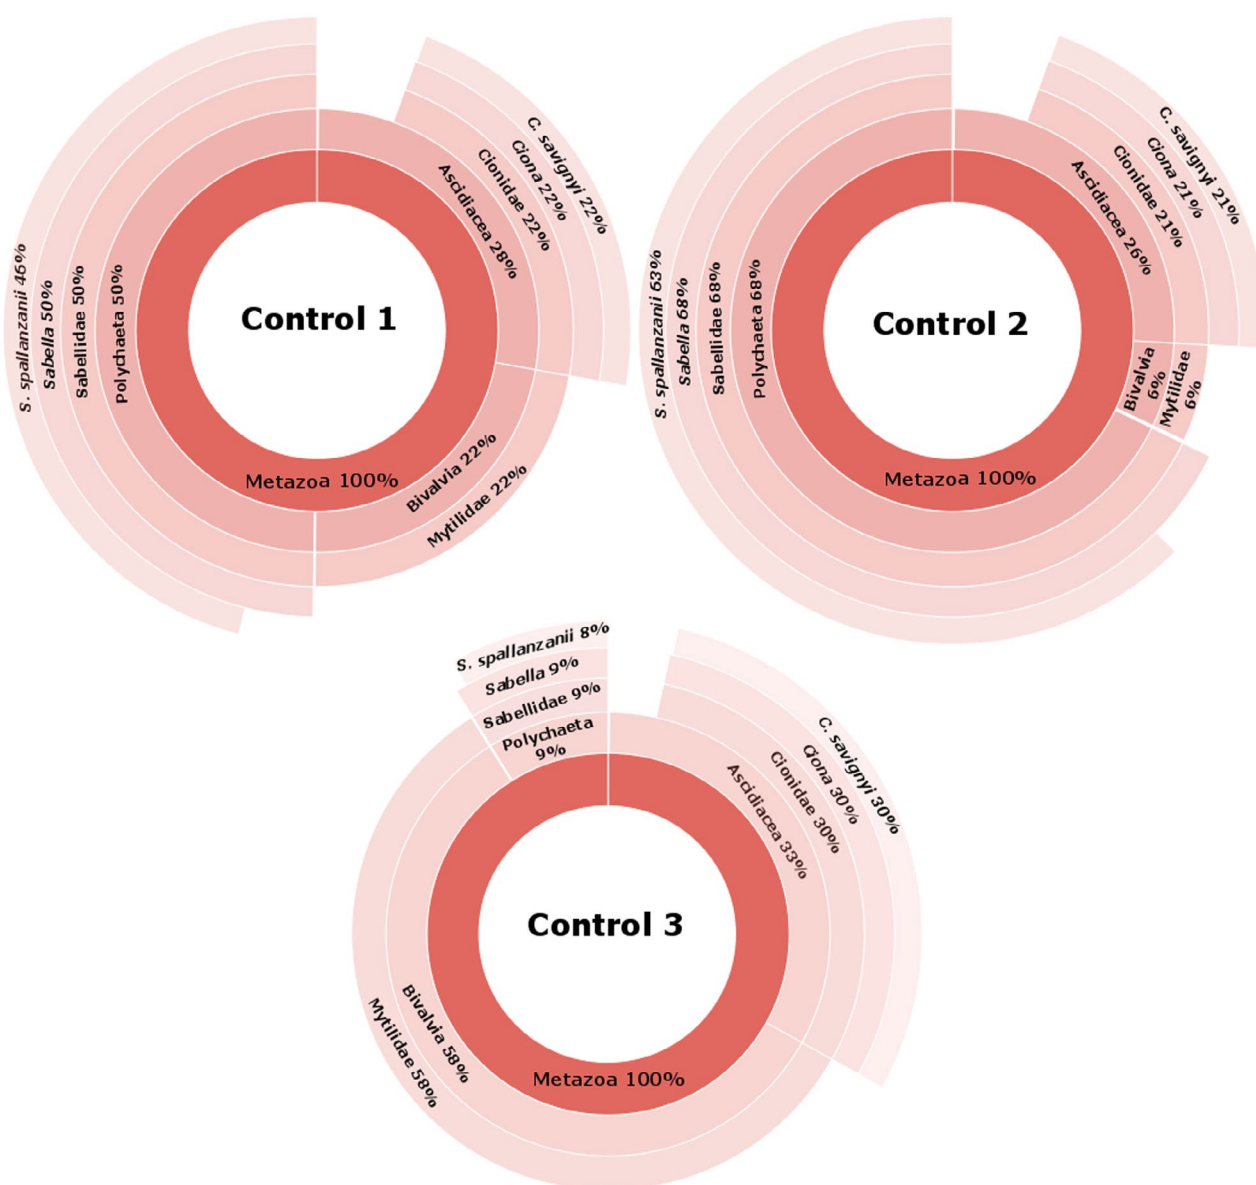 Control 1
Metazoa 100%
Polychaeta 50%
Sabellidae 50%
Sabella 50%
S. spallanzanii 46%
Ascidiacea 28%
Cionidae 22%
Ciona 22%
C. savignyi 22%
Bivalvia 22%
Mytilidae 22%
Control 2
Metazoa 100%
Polychaeta 68%
Sabellidae 68%
Sabella 68%
S. spallanzanii 63%
Ascidiacea 26%
Cionidae 21%
Ciona 21%
C. savignyi 21%
Bivalvia
6%
Mytilidae
6%
Control 3
Metazoa 100%
S. spallanzanii 8%
Sabella 9%
Sabellidae 9%
Polychaeta
9%
Ascidiacea 33%
Cionidae 30%
Ciona 30%
C. savignyi 30%
Bivalvia 58%
Mytilidae 58%